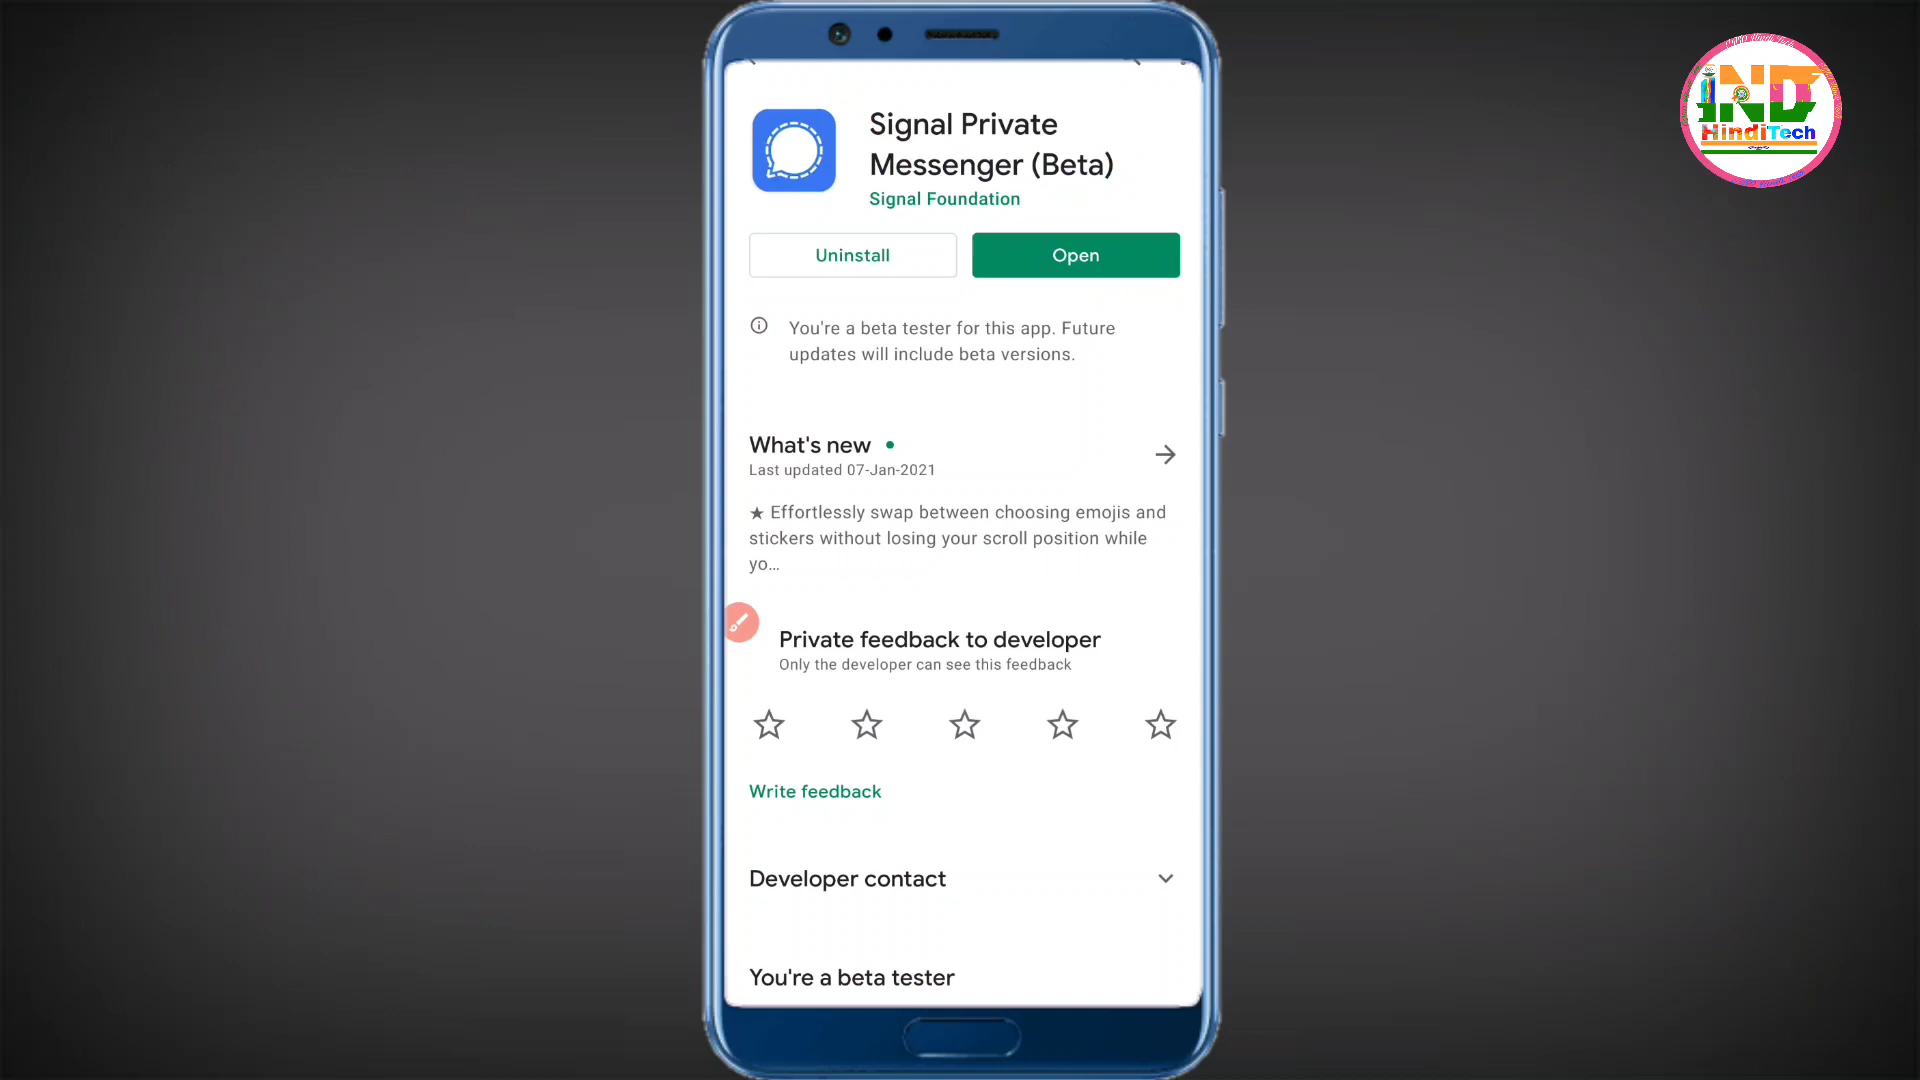 Signal Private
Messenger (Beta)
Signal Foundation
Uninstall
Open
You're a beta tester for this app. Future
updates will include beta versions.
What's new
Last updated 07-Jan-2021
★ Effortlessly swap between choosing emojis and
stickers without losing your scroll position while
yo...
Private feedback to developer
Only the developer can see this feedback
Write feedback
Developer contact
You're a beta tester
IND
HindiTech